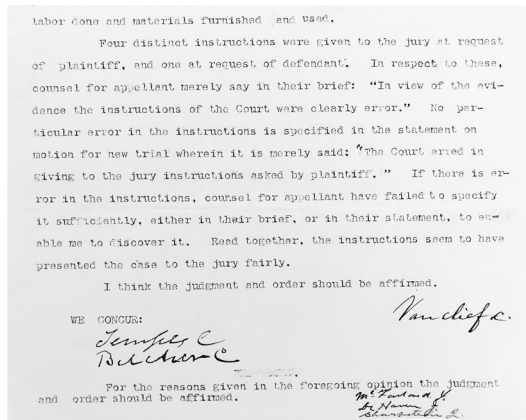 labor done and materials furnished and used.
Four distinct instructions were given to the jury at request
of plaintiff, and one at request of defendant. In respect to these,
counsel for appellant merely say in their brief: "In view of the evi-
dence the instructions of the Court were clearly error." No par-
ticular error in the instructions is specified in the statement on
motion for new trial wherein it is merely said: "The Court erred in
giving to the jury instructions asked by plaintiff." If there is er-
ror in the instructions, counsel for appellant have failed to specify
it sufficiently, either in their brief, or in their statement, to en-
able me to discover it. Read together, the instructions seem to have
presented the case to the jury fairly.
I think the judgment and order should be affirmed.
Vanclief C.
WE CONCUR:
Temple C
Belcher C
For the reasons given in the foregoing opinion the judgment
and order should be affirmed.
McFarland J.
De Haven J.
Sharpstein J.